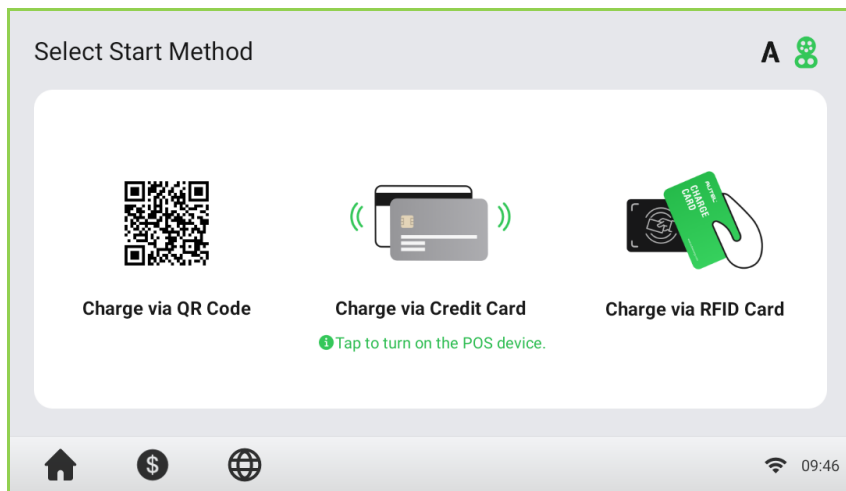 Select Start Method
A
AUTEL
CHARGE
CARD
Charge via QR Code
Charge via Credit Card
Charge via RFID Card
Tap to turn on the POS device.
$
09:46